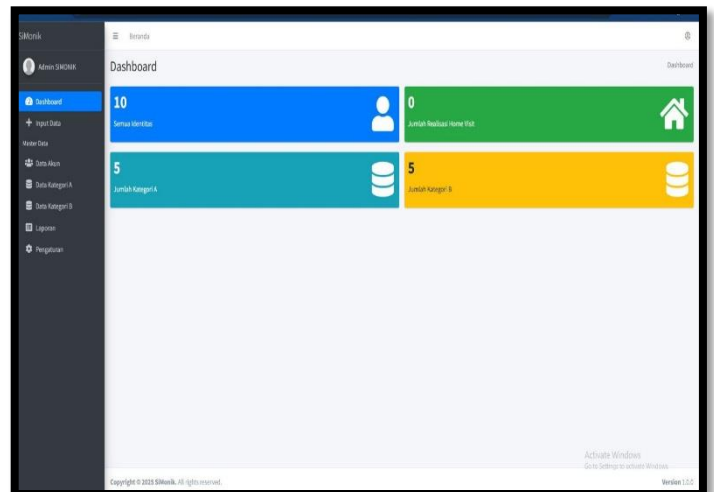 SiMonik
Beranda
Admin SIMONIK
Dashboard
Dashboard
Dashboard
Input Data
Master Data
Data Akun
Data Kategori A
Data Kategori B
Laporan
Pengaturan
10
Semua Identitas
0
Jumlah Realisasi Home Visit
5
Jumlah Kategori A
5
Jumlah Kategori B
Activate Windows
Go to Settings to activate Windows.
Copyright © 2023 SiMonik. All rights reserved.
Version 1.0.0